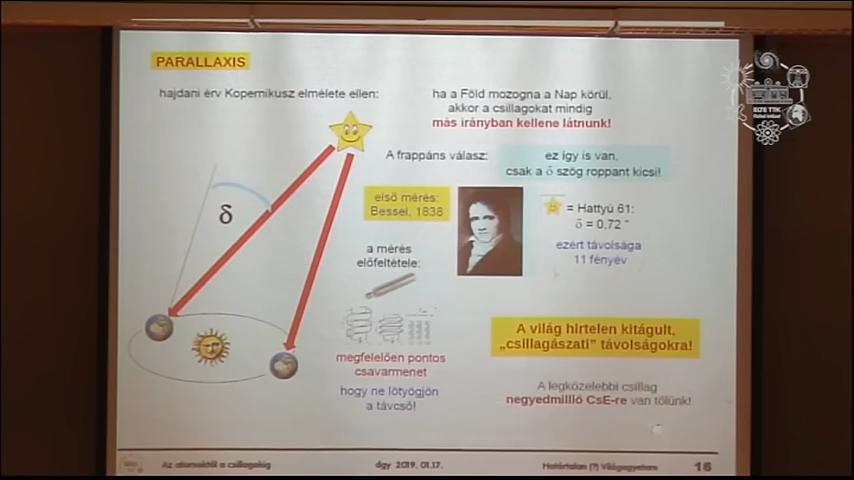 PARALLAXIS
hajdani érv Kopernikusz elmélete ellen:
ha a Föld mozogna a Nap körül,
akkor a csillagokat mindig
más irányban kellene látnunk!
A frappáns válasz:
ez így is van,
csak a δ szög roppant kicsi!
δ
első mérés:
Bessel, 1838
= Hattyú 61:
δ = 0,72 "
ezért távolsága
11 fényév
a mérés
előfeltétele:
megfelelően pontos
csavarmenet
hogy ne lötyögjön
a távcső!
A világ hirtelen kitágult,
„csillagászati” távolságokra!
A legközelebbi csillag
negyedmillió CsE-re van tőlünk!
Az atomoktól a csillagokig
dgy 2019. 01.17.
Határtalan (?) Világegyetem
16
ELTE TTK